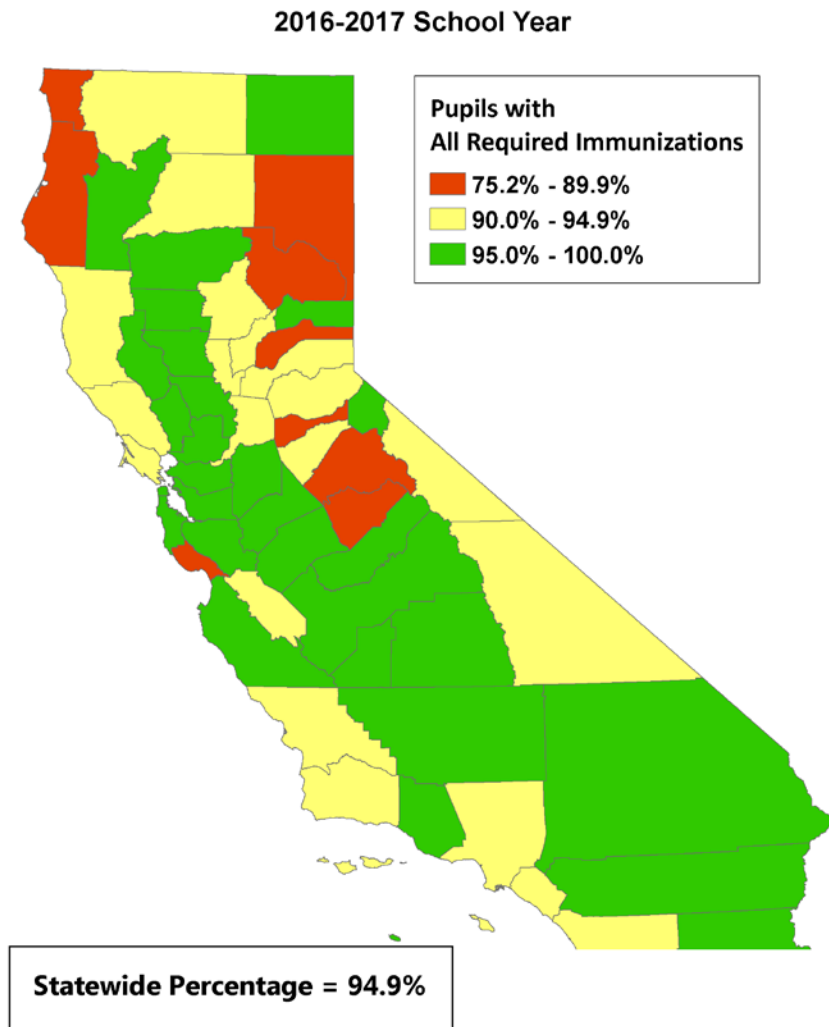 2016-2017 School Year
Pupils with
All Required Immunizations
75.2% - 89.9%
90.0% - 94.9%
95.0% - 100.0%
Statewide Percentage = 94.9%